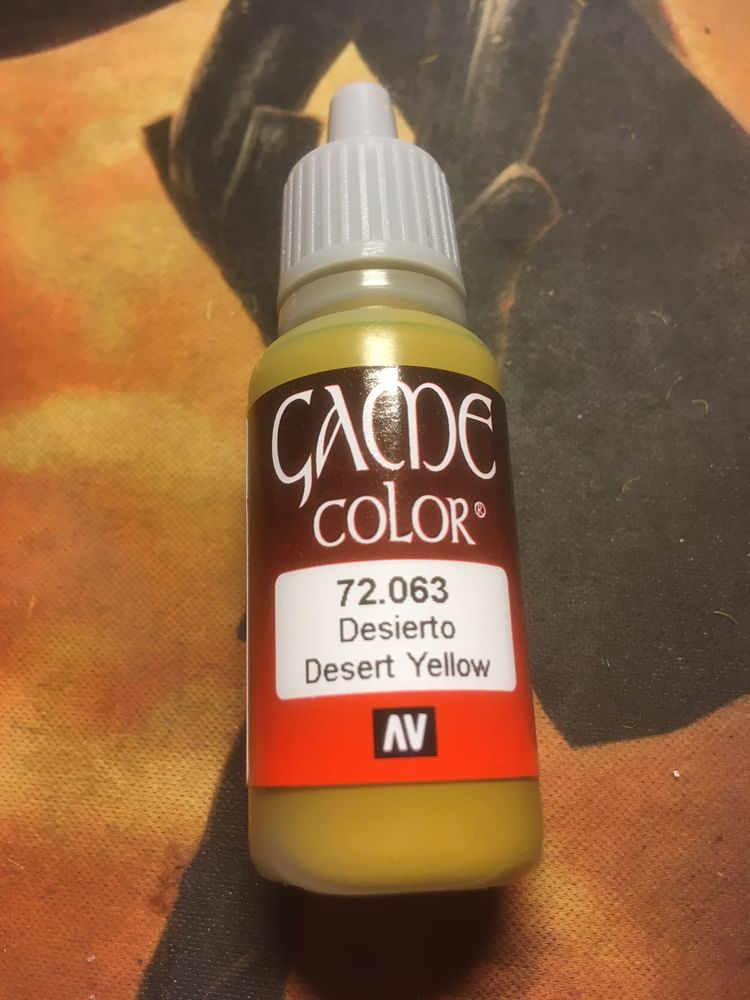 GAME
COLOR®
72.063
Desierto
Desert Yellow
AV